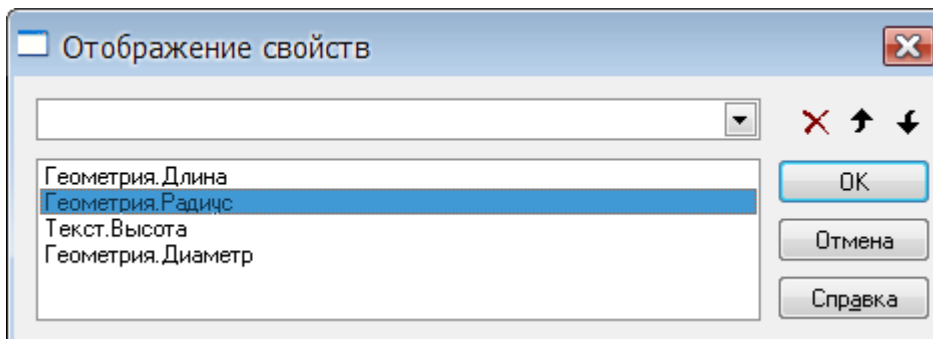 Отображение свойств
Геометрия.Длина
Геометрия.Радиус
Текст.Высота
Геометрия.Диаметр
OK
Отмена
Справка